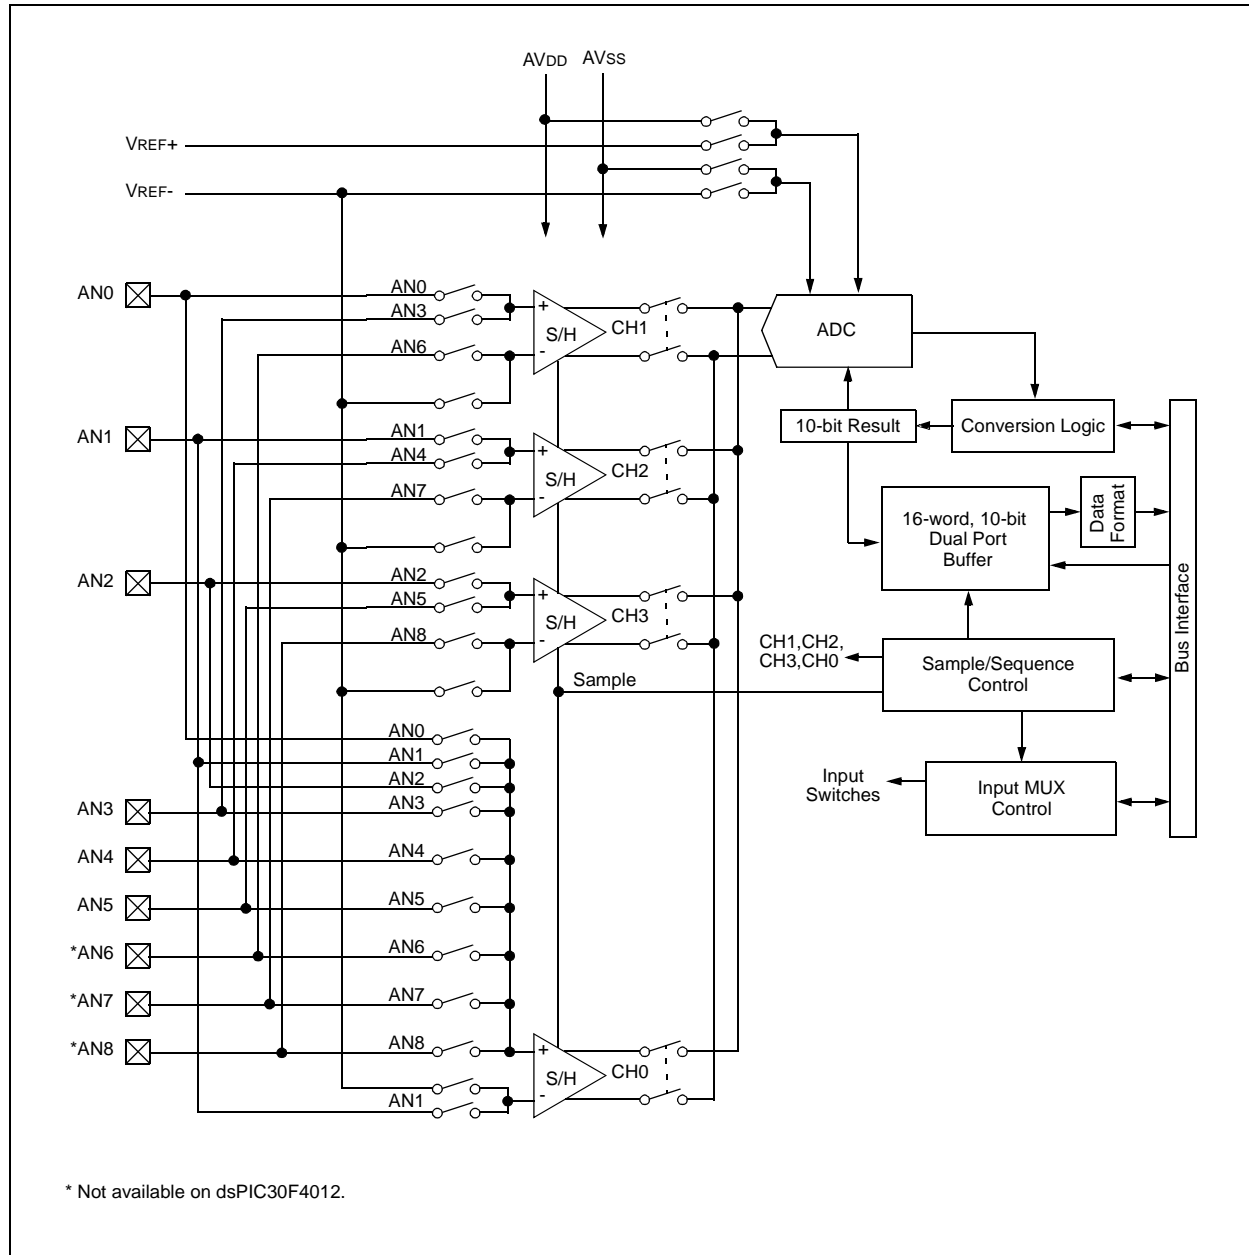 AVDD AVSS
VREF+
VREF-
AN0
AN0
AN3
AN6
+
S/H
-
CH1
ADC
AN1
AN1
AN4
AN7
+
S/H
-
CH2
10-bit Result
Conversion Logic
16-word, 10-bit
Dual Port
Buffer
Data
Format
Bus Interface
AN2
AN2
AN5
AN8
+
S/H
-
CH3
CH1,CH2,
CH3,CH0
Sample/Sequence
Control
Sample
AN0
AN1
AN2
AN3
AN3
Input
Switches
Input MUX
Control
AN4
AN4
AN5
AN5
*AN6
AN6
*AN7
AN7
*AN8
AN8
+
S/H
-
CH0
AN1
* Not available on dsPIC30F4012.